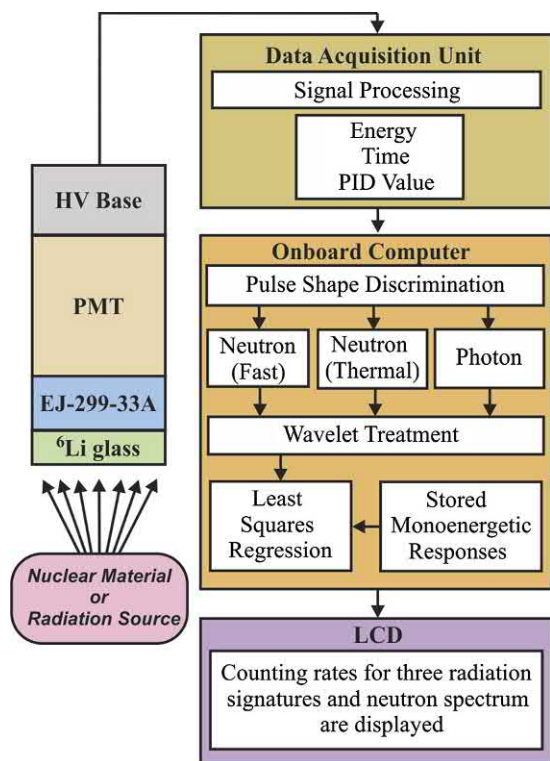 Data Acquisition Unit
Signal Processing
Energy
Time
PID Value
HV Base
PMT
EJ-299-33A
⁶Li glass
Nuclear Material
or
Radiation Source
Onboard Computer
Pulse Shape Discrimination
Neutron
(Fast)
Neutron
(Thermal)
Photon
Wavelet Treatment
Least
Squares
Regression
Stored
Monoenergetic
Responses
LCD
Counting rates for three radiation
signatures and neutron spectrum
are displayed